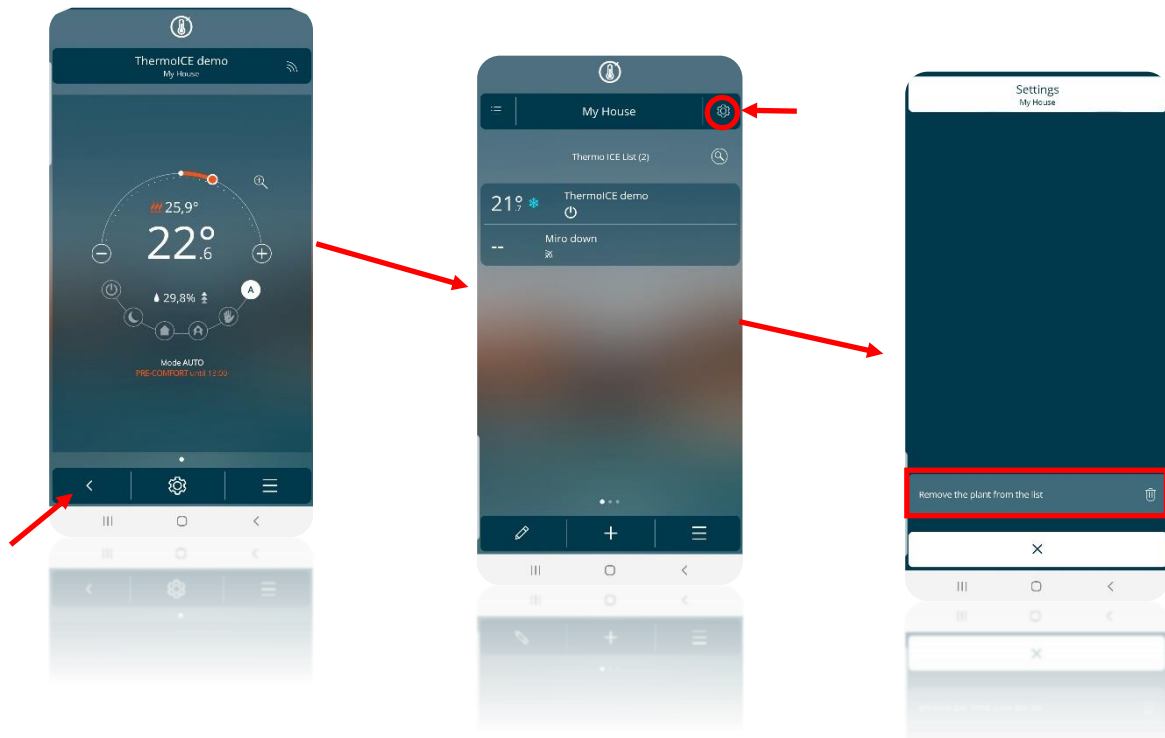 ThermoICE demo
My House
25,9°
22°.6
29,8%
A
Mode AUTO
PRE-COMFORT until 13:00
My House
Thermo ICE List (2)
21°.7
ThermoICE demo
--
Miro down
Settings
My House
Remove the plant from the list